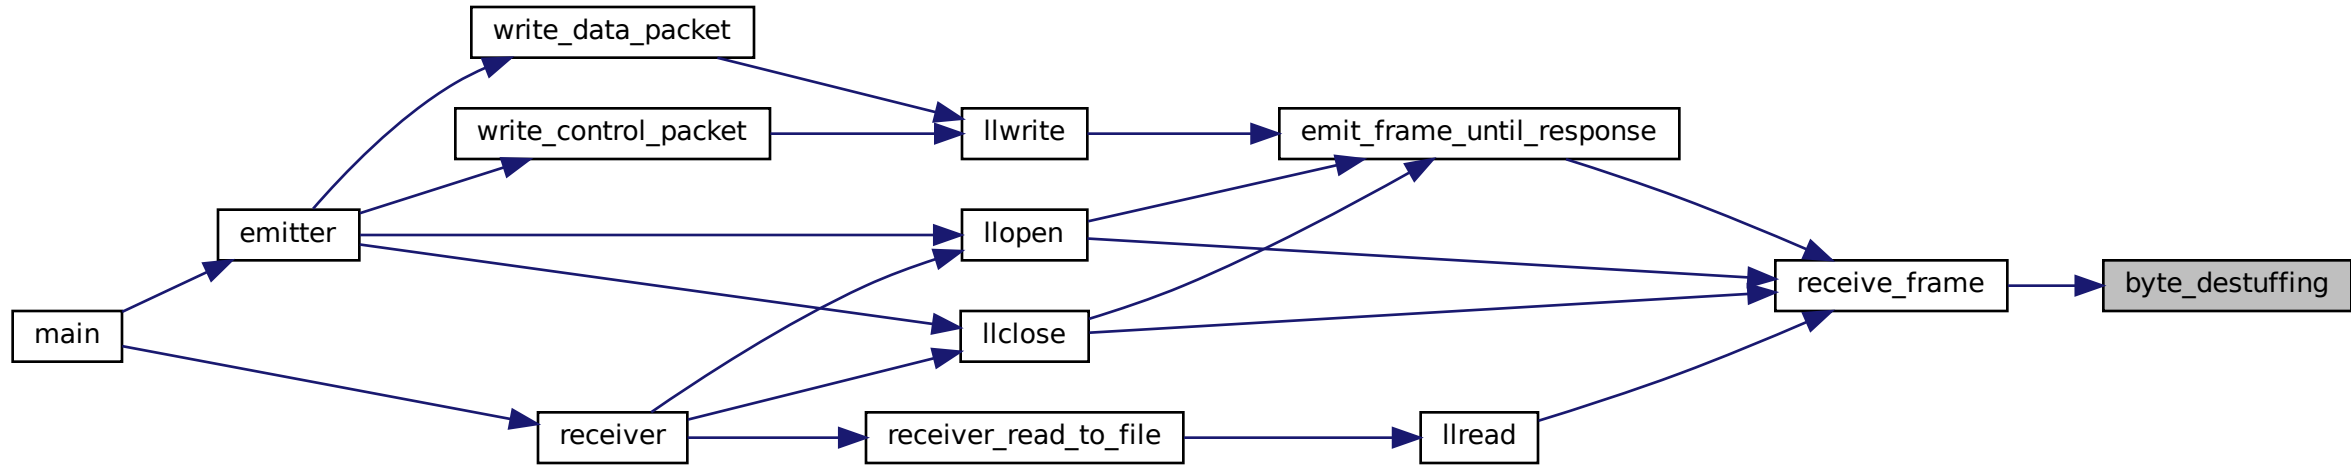 write_data_packet
write_control_packet
llwrite
emit_frame_until_response
emitter
llopen
receive_frame
byte_destuffing
main
llclose
receiver
receiver_read_to_file
llread